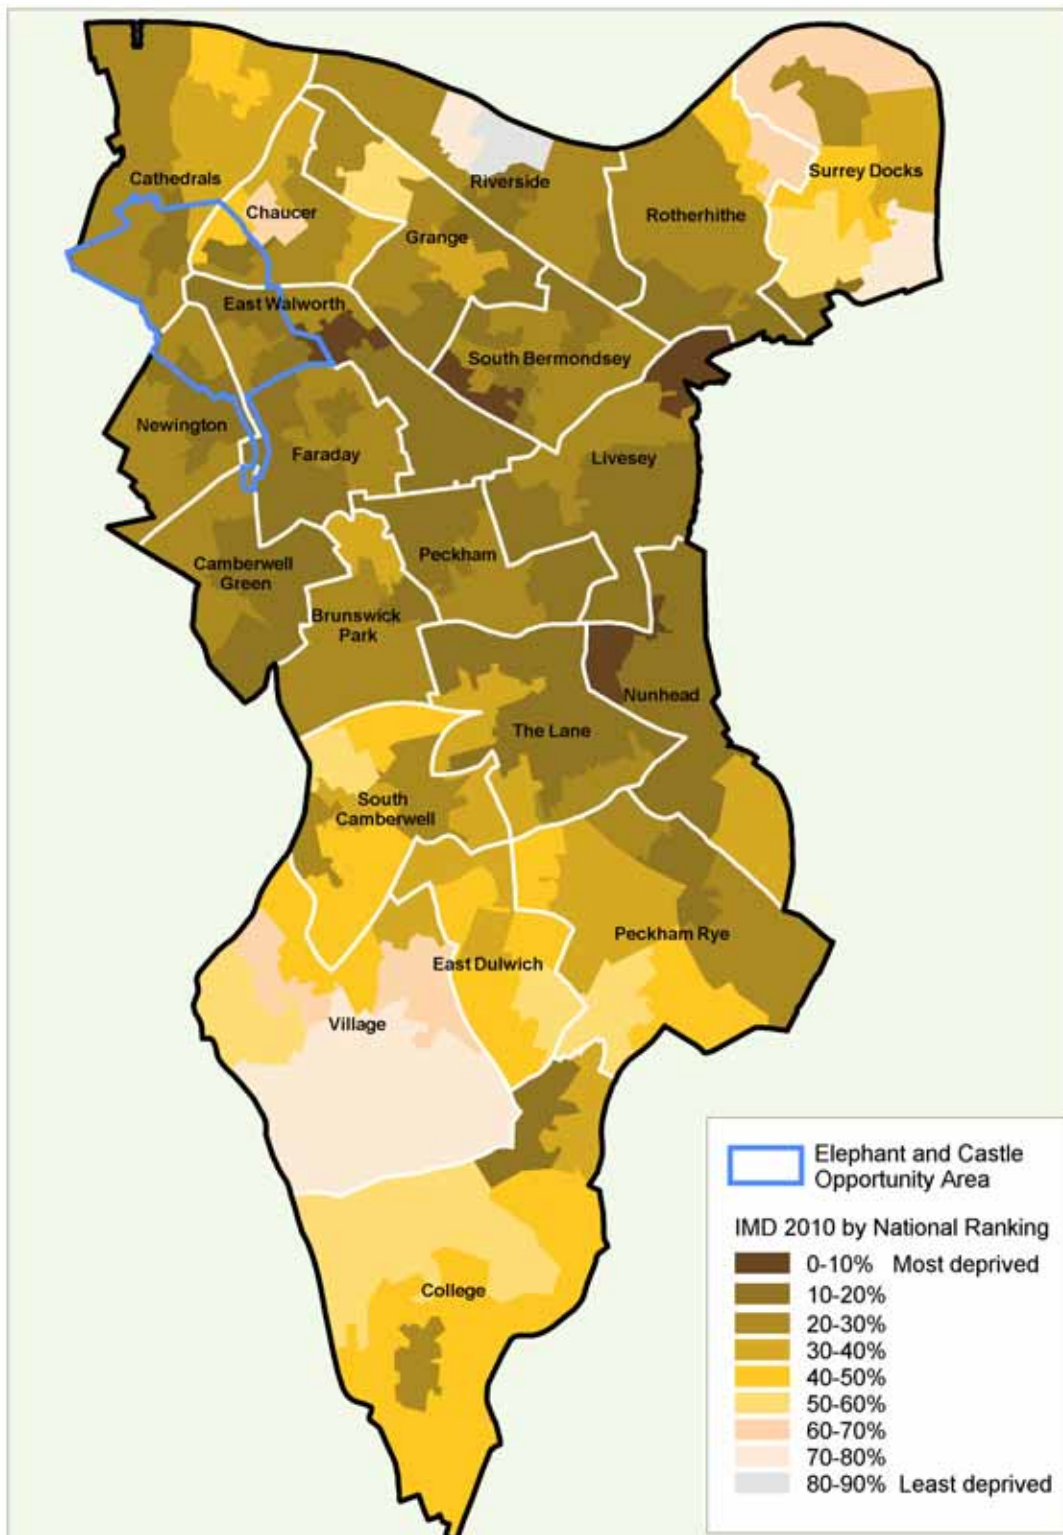 Cathedrals
Chaucer
Riverside
Surrey Docks
Rotherhithe
Grange
East Walworth
South Bermondsey
Newington
Faraday
Livesey
Camberwell
Green
Peckham
Brunswick
Park
Nunhead
The Lane
South
Camberwell
Peckham Rye
East Dulwich
Village
College
Elephant and Castle
Opportunity Area
IMD 2010 by National Ranking
0-10% Most deprived
10-20%
20-30%
30-40%
40-50%
50-60%
60-70%
70-80%
80-90% Least deprived